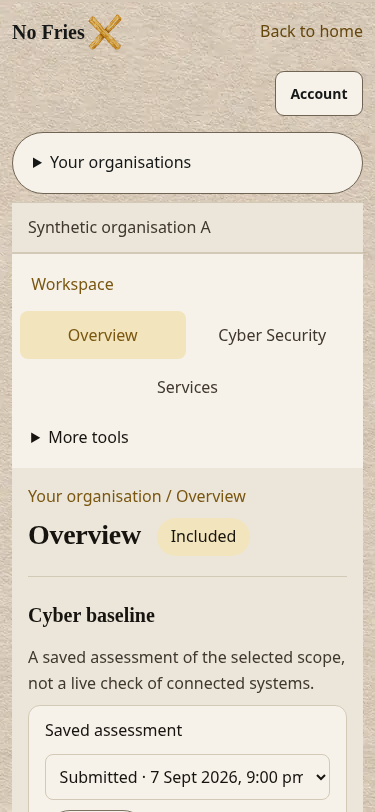 No Fries
Back to home
Account
Your organisations
Synthetic organisation A
Workspace
Overview
Cyber Security
Services
More tools
Your organisation / Overview
Overview
Included
Cyber baseline
A saved assessment of the selected scope,
not a live check of connected systems.
Saved assessment
Submitted · 7 Sept 2026, 9:00 pm